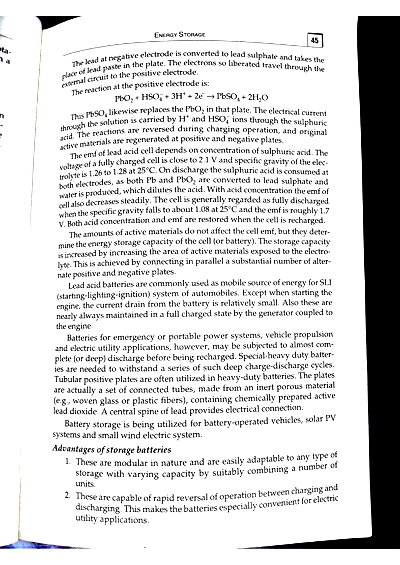 ENERGY STORAGE
45
The lead at negative electrode is converted to lead sulphate and takes the
place of lead paste in the plate. The electrons so liberated travel through the
external circuit to the positive electrode.
The reaction at the positive electrode is:
PbO₂ + HSO₄⁻ + 3H⁺ + 2e⁻ → PbSO₄ + 2H₂O
This PbSO₄ likewise replaces the PbO₂ in that plate. The electrical current
through the solution is carried by H⁺ and HSO₄⁻ ions through the sulphuric
acid. The reactions are reversed during charging operation, and original
active materials are regenerated at positive and negative plates.
The emf of lead acid cell depends on concentration of sulphuric acid. The
voltage of a fully charged cell is close to 2.1 V and specific gravity of the elec-
trolyte is 1.26 to 1.28 at 25°C. On discharge the sulphuric acid is consumed at
both electrodes, as both Pb and PbO₂ are converted to lead sulphate and
water is produced, which dilutes the acid. With acid concentration the emf of
cell also decreases steadily. The cell is generally regarded as fully discharged
when the specific gravity falls to about 1.08 at 25°C and the emf is roughly 1.7
V. Both acid concentration and emf are restored when the cell is recharged.
The amounts of active materials do not affect the cell emf, but they deter-
mine the energy storage capacity of the cell (or battery). The storage capacity
is increased by increasing the area of active materials exposed to the electro-
lyte. This is achieved by connecting in parallel a substantial number of alter-
nate positive and negative plates.
Lead acid batteries are commonly used as mobile source of energy for SLI
(starting-lighting-ignition) system of automobiles. Except when starting the
engine, the current drain from the battery is relatively small. Also these are
nearly always maintained in a full charged state by the generator coupled to
the engine.
Batteries for emergency or portable power systems, vehicle propulsion
and electric utility applications, however, may be subjected to almost com-
plete (or deep) discharge before being recharged. Special-heavy duty batter-
ies are needed to withstand a series of such deep charge-discharge cycles.
Tubular positive plates are often utilized in heavy-duty batteries. The plates
are actually a set of connected tubes, made from an inert porous material
(e.g., woven glass or plastic fibers), containing chemically prepared active
lead dioxide. A central spine of lead provides electrical connection.
Battery storage is being utilized for battery-operated vehicles, solar PV
systems and small wind electric system.
Advantages of storage batteries
1. These are modular in nature and are easily adaptable to any type of
storage with varying capacity by suitably combining a number of
units.
2. These are capable of rapid reversal of operation between charging and
discharging. This makes the batteries especially convenient for electric
utility applications.